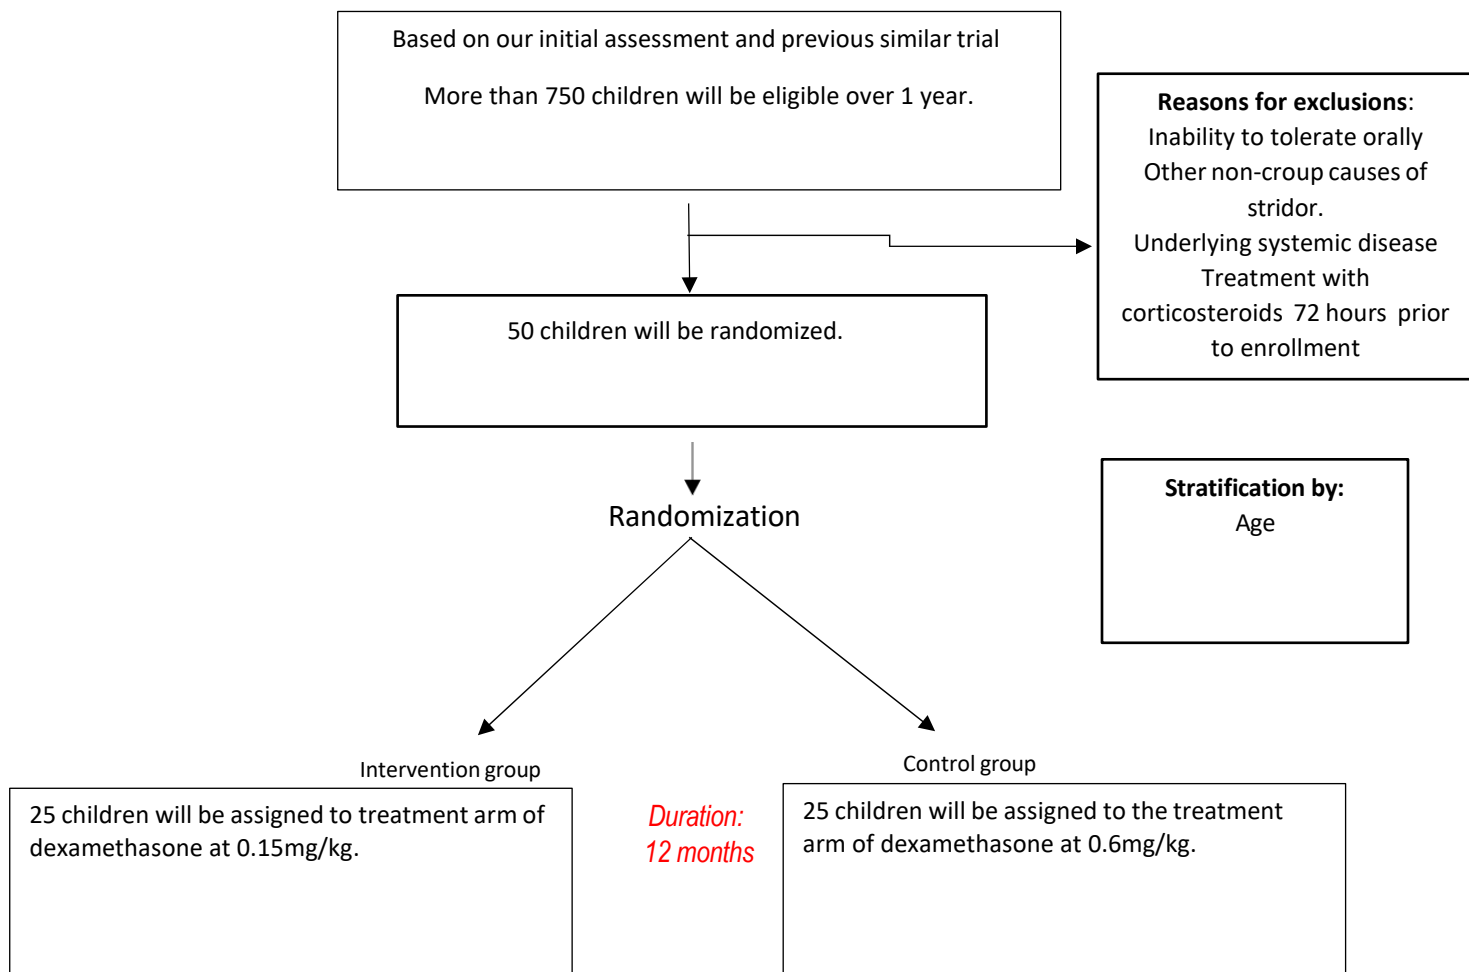 Based on our initial assessment and previous similar trial
More than 750 children will be eligible over 1 year.
Reasons for exclusions:
Inability to tolerate orally
Other non-croup causes of
stridor.
Underlying systemic disease
Treatment with
corticosteroids 72 hours prior
to enrollment
50 children will be randomized.
Stratification by:
Age
Randomization
Intervention group
Control group
25 children will be assigned to treatment arm of
dexamethasone at 0.15mg/kg.
Duration:
12 months
25 children will be assigned to the treatment
arm of dexamethasone at 0.6mg/kg.